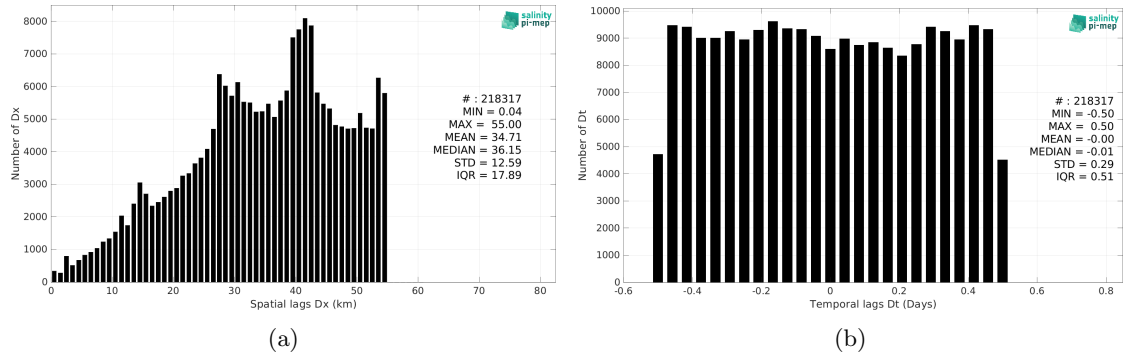 salinity
pi-mep
8000
7000
6000
5000
4000
3000
2000
1000
0
Number of Dx
# : 218317
MIN = 0.04
MAX = 55.00
MEAN = 34.71
MEDIAN = 36.15
STD = 12.59
IQR = 17.89
0 10 20 30 40 50 60 70 80
Spatial lags Dx (km)
(a)
salinity
pi-mep
10000
9000
8000
7000
6000
5000
4000
3000
2000
1000
0
Number of Dt
# : 218317
MIN = -0.50
MAX = 0.50
MEAN = -0.00
MEDIAN = -0.01
STD = 0.29
IQR = 0.51
-0.6 -0.4 -0.2 0 0.2 0.4 0.6 0.8
Temporal lags Dt (Days)
(b)